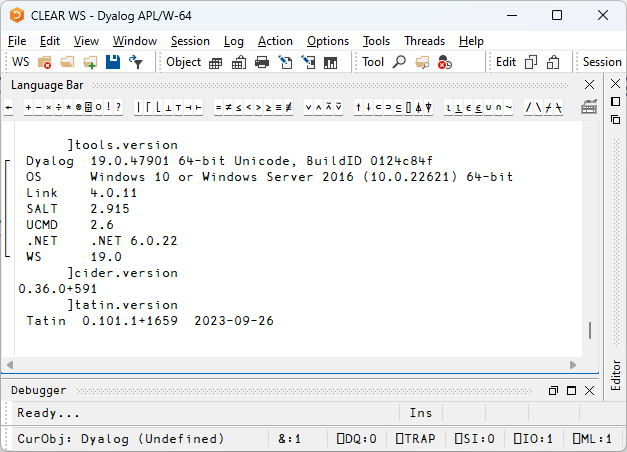 CLEAR WS - Dyalog APL/W-64
File Edit View Window Session Log Action Options Tools Threads Help
WS Object Tool Edit Session
Language Bar
← + − × ÷ * ⍟ ⌹ ○ ! ? | ⌈ ⌊ ⊥ ⊤ ⊣ ⊢ = ≠ ≤ < > ≥ ≡ ≢ ∨ ∧ ⍲ ⍱ ↑ ↓ ⊂ ⊃ ⊆ ⌷ ⍋ ⍒ ⍳ ⍸ ∊ ⍷ ∪ ∩ ~ / \ ⌿ ⍀
]tools.version
Dyalog 19.0.47901 64-bit Unicode, BuildID 0124c84f
OS Windows 10 or Windows Server 2016 (10.0.22621) 64-bit
Link 4.0.11
SALT 2.915
UCMD 2.6
.NET .NET 6.0.22
WS 19.0
]cider.version
0.36.0+591
]tatin.version
Tatin 0.101.1+1659 2023-09-26
Editor
Debugger
Ready... Ins
CurObj: Dyalog (Undefined) &:1 ⎕DQ:0 ⎕TRAP ⎕SI:0 ⎕IO:1 ⎕ML:1